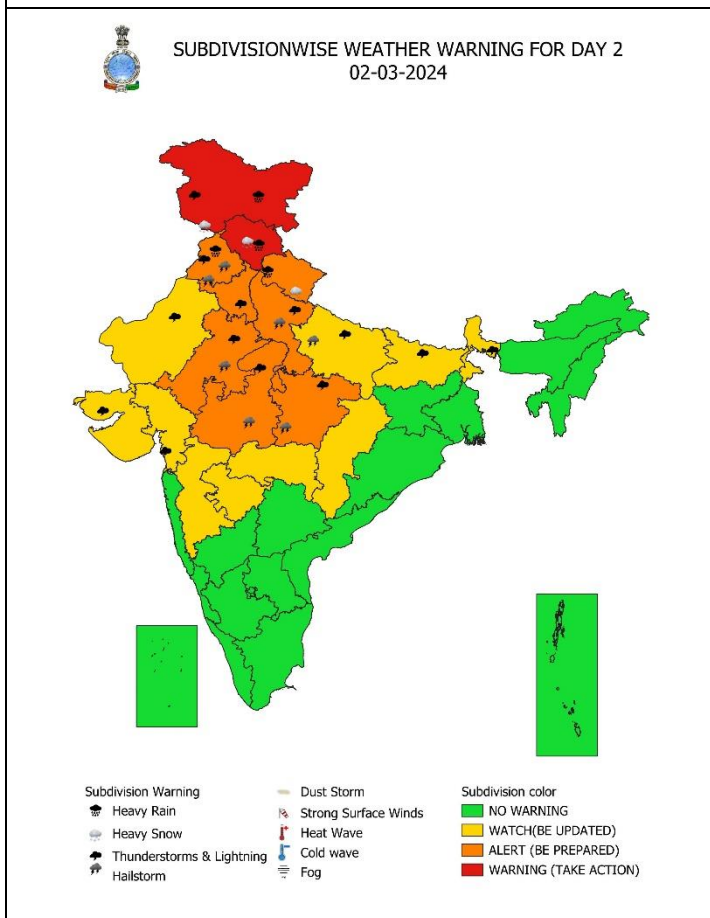 SUBDIVISIONWISE WEATHER WARNING FOR DAY 2
02-03-2024
Subdivision Warning
Heavy Rain
Heavy Snow
Thunderstorms & Lightning
Hailstorm
Dust Storm
Strong Surface Winds
Heat Wave
Cold wave
Fog
Subdivision color
NO WARNING
WATCH(BE UPDATED)
ALERT (BE PREPARED)
WARNING (TAKE ACTION)